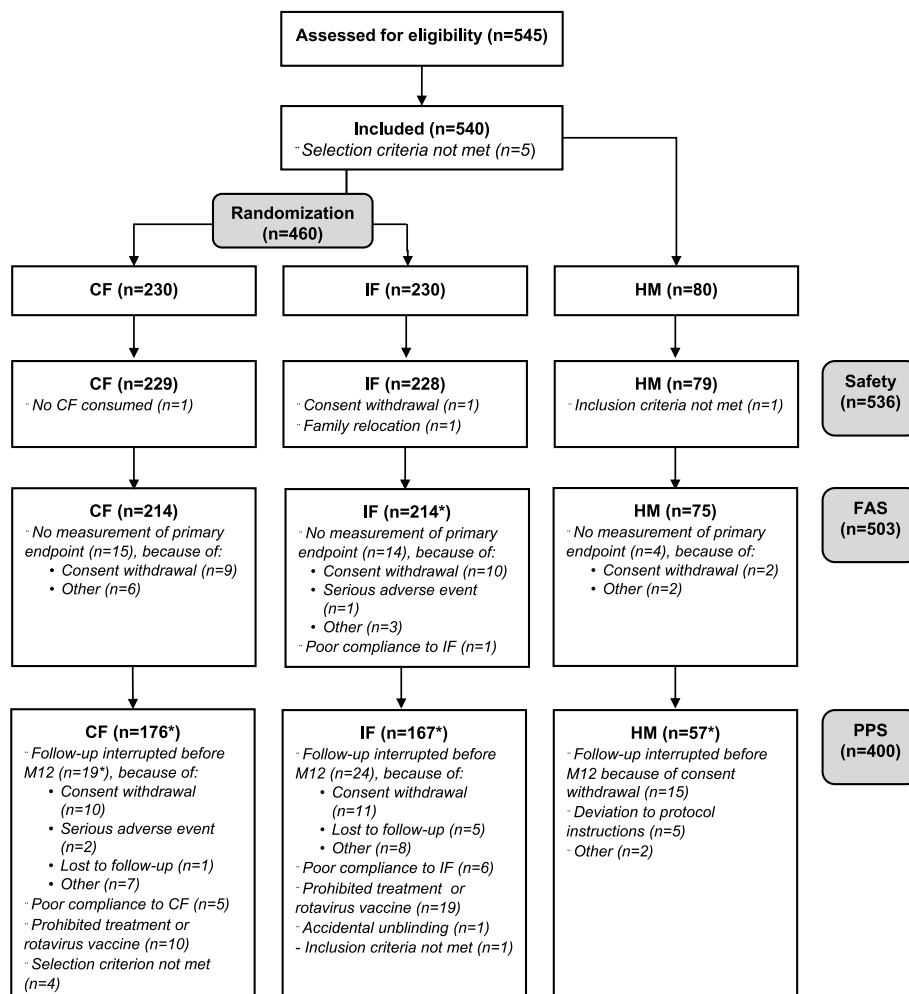 Assessed for eligibility (n=545)
Included (n=540)
¨ Selection criteria not met (n=5)
Randomization
(n=460)
CF (n=230)
IF (n=230)
HM (n=80)
CF (n=229)
¨ No CF consumed (n=1)
IF (n=228)
¨ Consent withdrawal (n=1)
¨ Family relocation (n=1)
HM (n=79)
¨ Inclusion criteria not met (n=1)
Safety
(n=536)
CF (n=214)
¨ No measurement of primary
endpoint (n=15), because of:
• Consent withdrawal (n=9)
• Other (n=6)
IF (n=214*)
¨ No measurement of primary
endpoint (n=14), because of:
• Consent withdrawal (n=10)
• Serious adverse event
(n=1)
• Other (n=3)
¨ Poor compliance to IF (n=1)
HM (n=75)
¨ No measurement of primary
endpoint (n=4), because of:
• Consent withdrawal (n=2)
• Other (n=2)
FAS
(n=503)
CF (n=176*)
¨ Follow-up interrupted before
M12 (n=19*), because of:
• Consent withdrawal
(n=10)
• Serious adverse event
(n=2)
• Lost to follow-up (n=1)
• Other (n=7)
¨ Poor compliance to CF (n=5)
¨ Prohibited treatment or
rotavirus vaccine (n=10)
¨ Selection criterion not met
(n=4)
IF (n=167*)
¨ Follow-up interrupted before
M12 (n=24), because of:
• Consent withdrawal
(n=11)
• Lost to follow-up (n=5)
• Other (n=8)
¨ Poor compliance to IF (n=6)
¨ Prohibited treatment or
rotavirus vaccine (n=19)
¨ Accidental unblinding (n=1)
- Inclusion criteria not met (n=1)
HM (n=57*)
¨ Follow-up interrupted before
M12 because of consent
withdrawal (n=15)
¨ Deviation to protocol
instructions (n=5)
¨ Other (n=2)
PPS
(n=400)